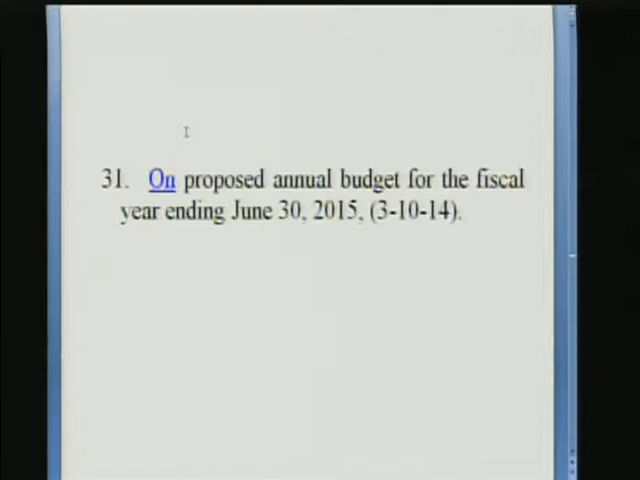 31. On proposed annual budget for the fiscal
year ending June 30, 2015, (3-10-14).